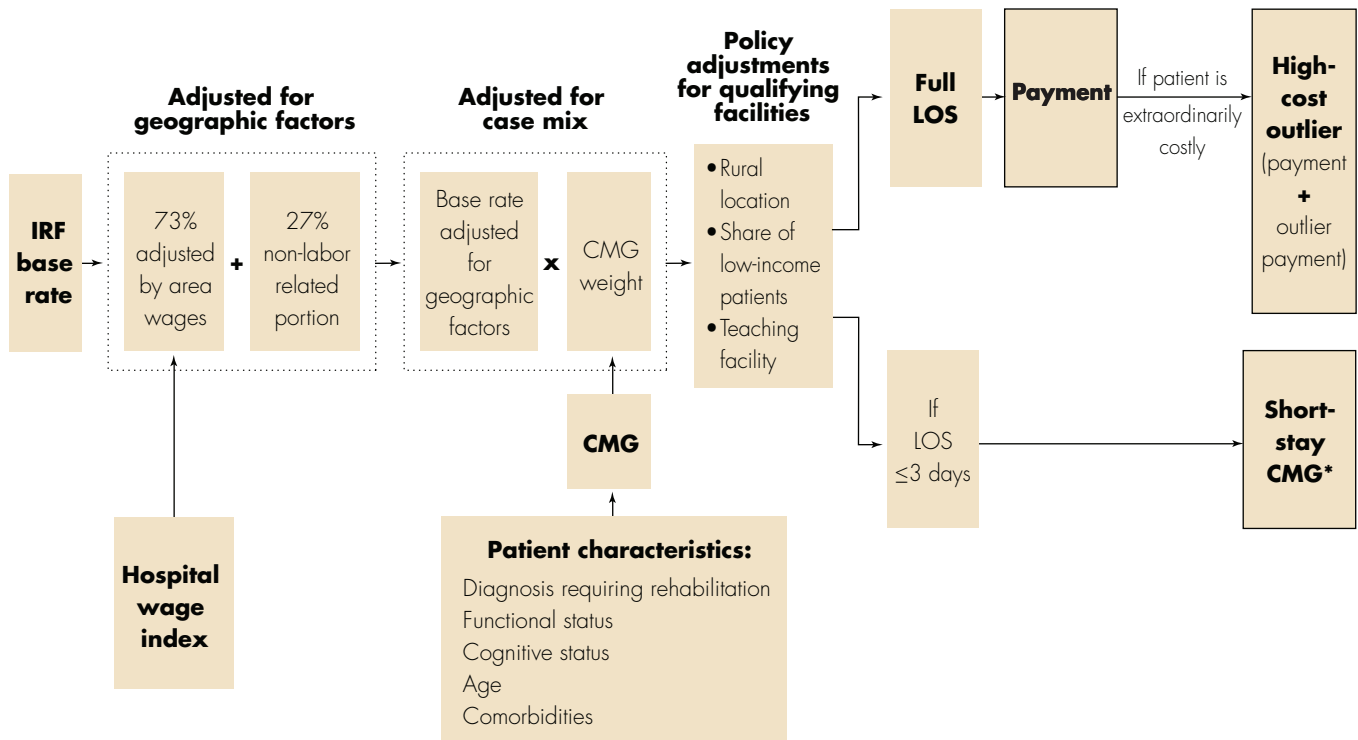 IRF
base
rate
Adjusted for
geographic factors
73%
adjusted
by area
wages
+
27%
non-labor
related
portion
Hospital
wage
index
Adjusted for
case mix
Base rate
adjusted
for
geographic
factors
x
CMG
weight
CMG
Patient characteristics:
Diagnosis requiring rehabilitation
Functional status
Cognitive status
Age
Comorbidities
Policy
adjustments
for qualifying
facilities
• Rural
location
• Share of
low-income
patients
• Teaching
facility
Full
LOS
Payment
If patient is
extraordinarily
costly
High-
cost
outlier
(payment
+
outlier
payment)
If
LOS
≤3 days
Short-
stay
CMG*